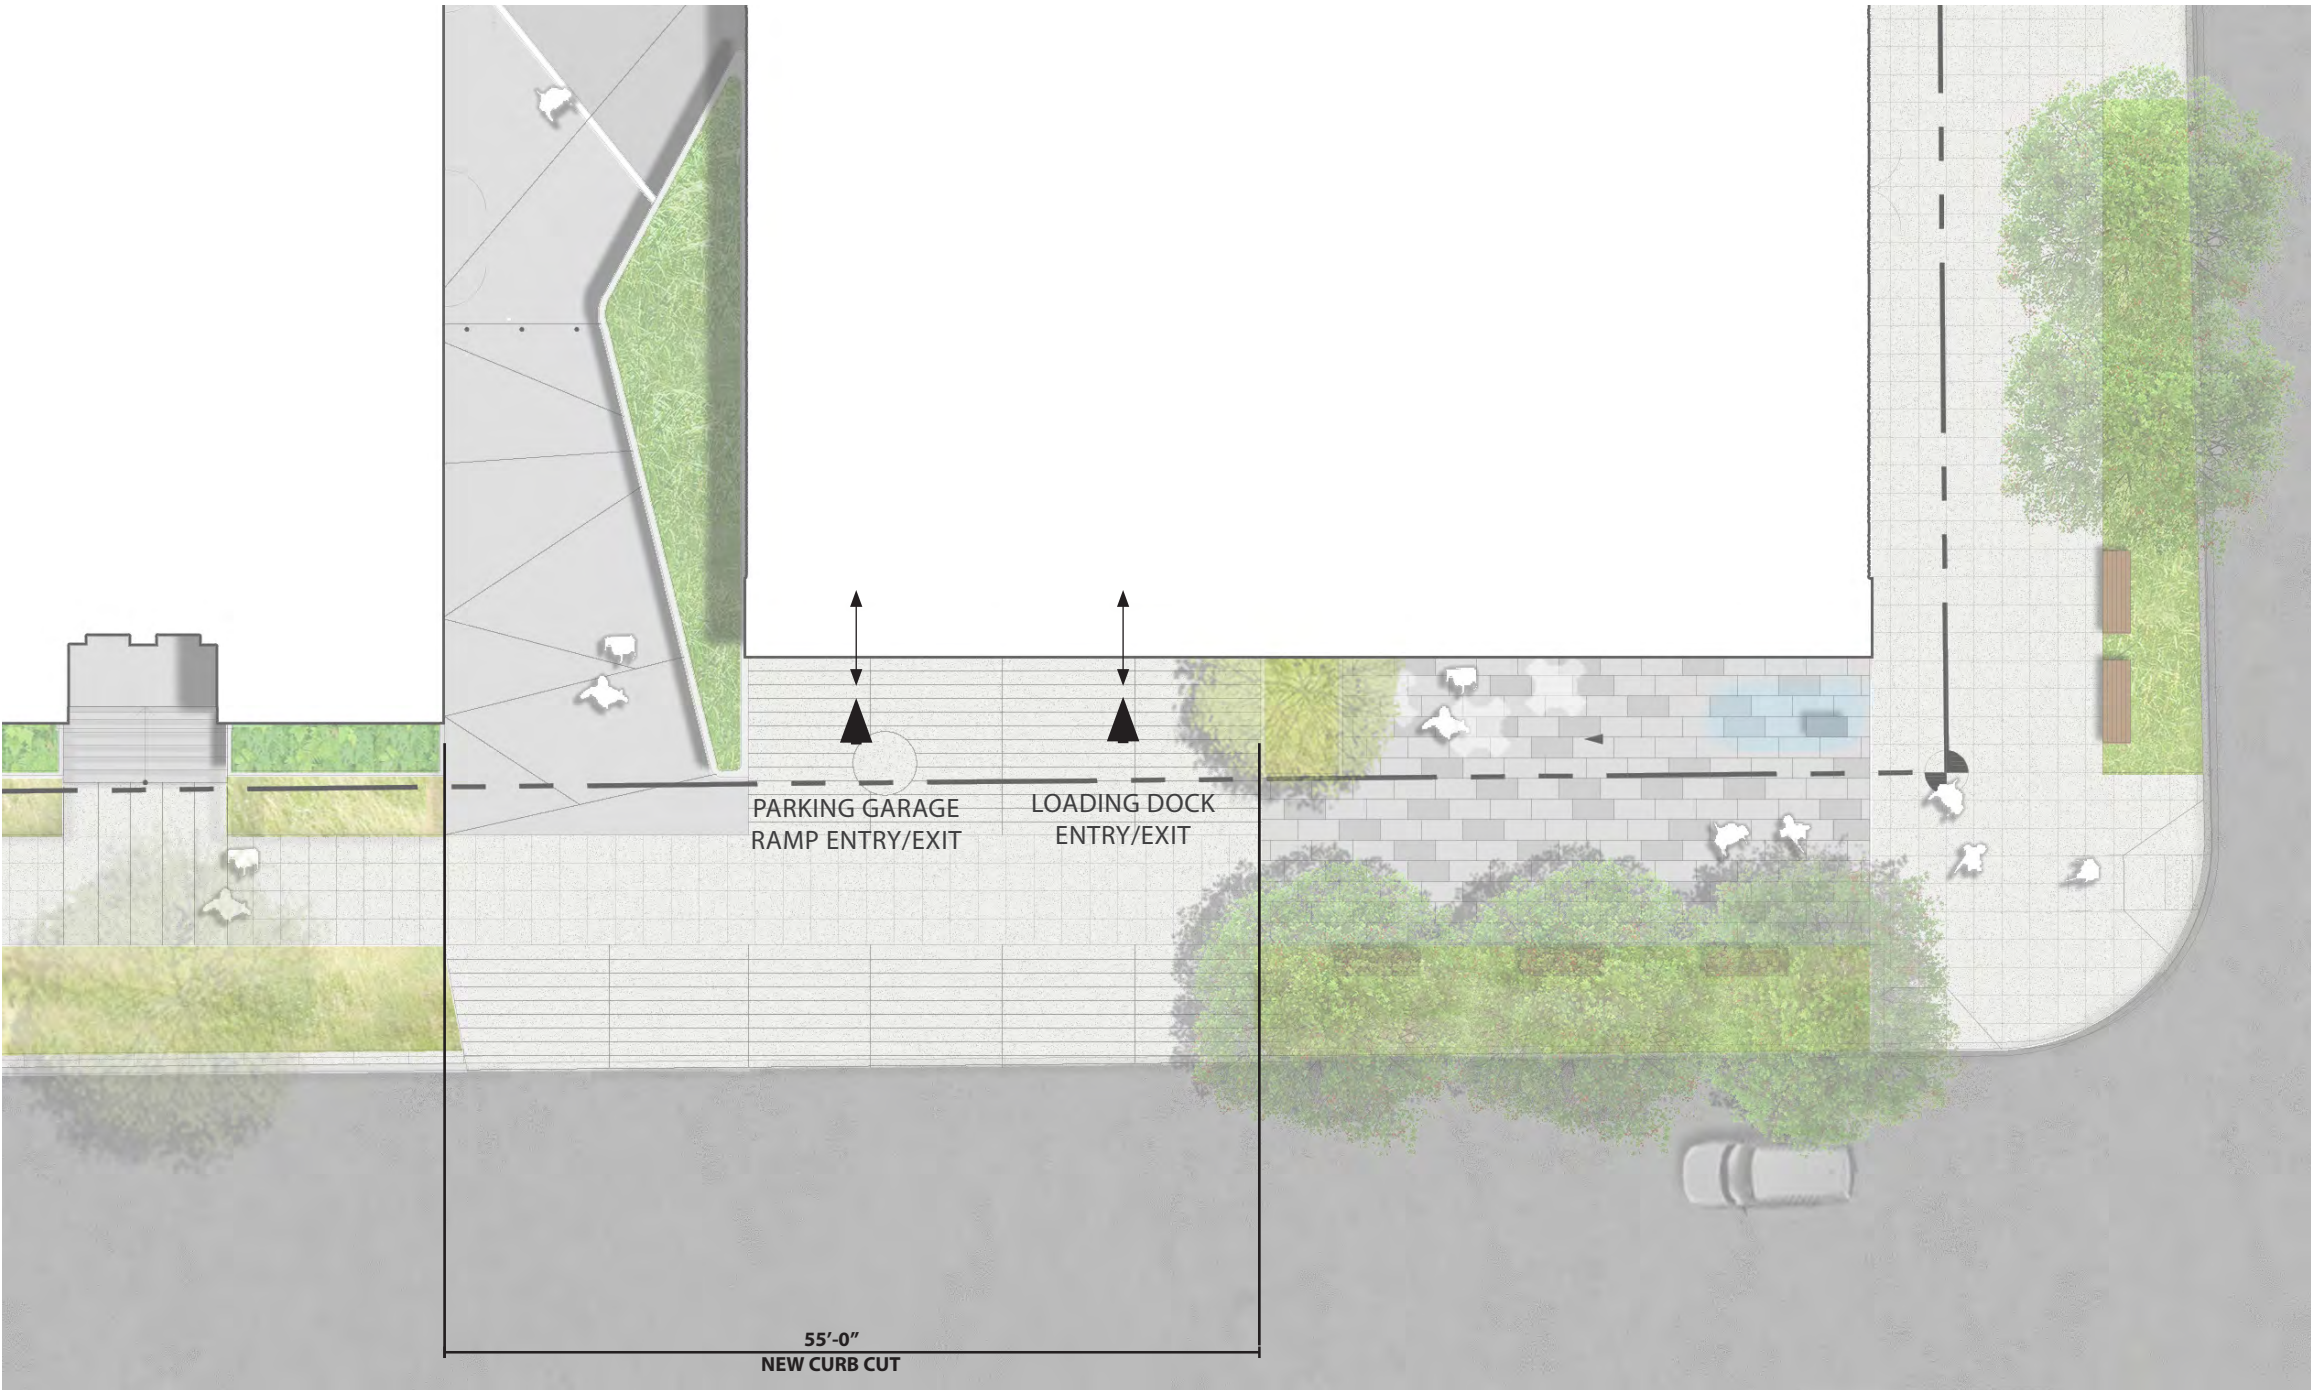 PARKING GARAGE
RAMP ENTRY/EXIT
LOADING DOCK
ENTRY/EXIT
55’-0”
NEW CURB CUT